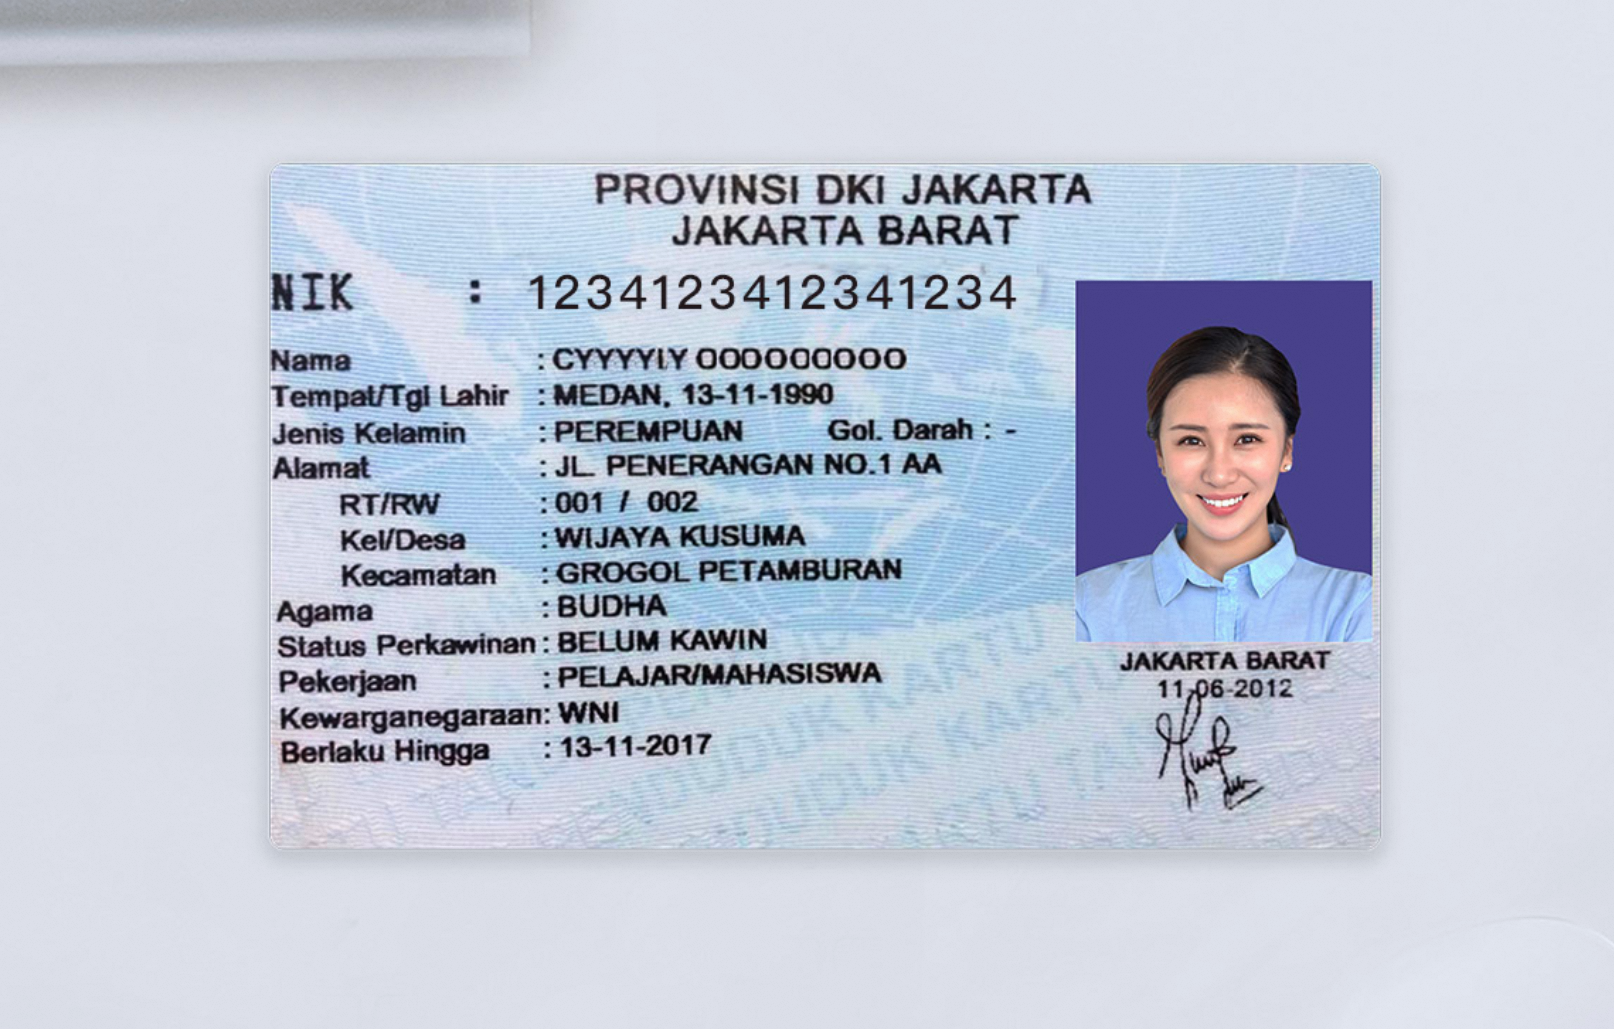 PROVINSI DKI JAKARTA
JAKARTA BARAT
NIK : 1234123412341234
Nama : CYYYYIY OOOOOOOOO
Tempat/Tgl Lahir : MEDAN, 13-11-1990
Jenis Kelamin : PEREMPUAN Gol. Darah : -
Alamat : JL. PENERANGAN NO.1 AA
RT/RW : 001 / 002
Kel/Desa : WIJAYA KUSUMA
Kecamatan : GROGOL PETAMBURAN
Agama : BUDHA
Status Perkawinan : BELUM KAWIN
Pekerjaan : PELAJAR/MAHASISWA
Kewarganegaraan: WNI
Berlaku Hingga : 13-11-2017
JAKARTA BARAT
11-06-2012